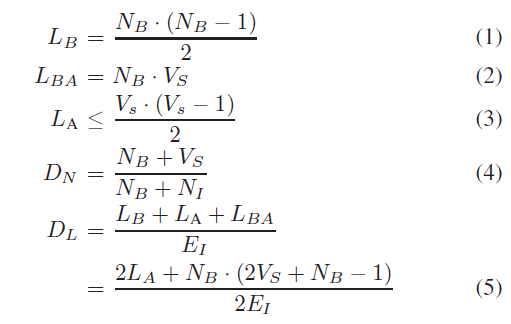 L_B = \frac{N_B \cdot (N_B - 1)}{2} (1)
L_{BA} = N_B \cdot V_S (2)
L_A \leq \frac{V_s \cdot (V_s - 1)}{2} (3)
D_N = \frac{N_B + V_S}{N_B + N_I} (4)
D_L = \frac{L_B + L_A + L_{BA}}{E_I}
= \frac{2L_A + N_B \cdot (2V_S + N_B - 1)}{2E_I} (5)